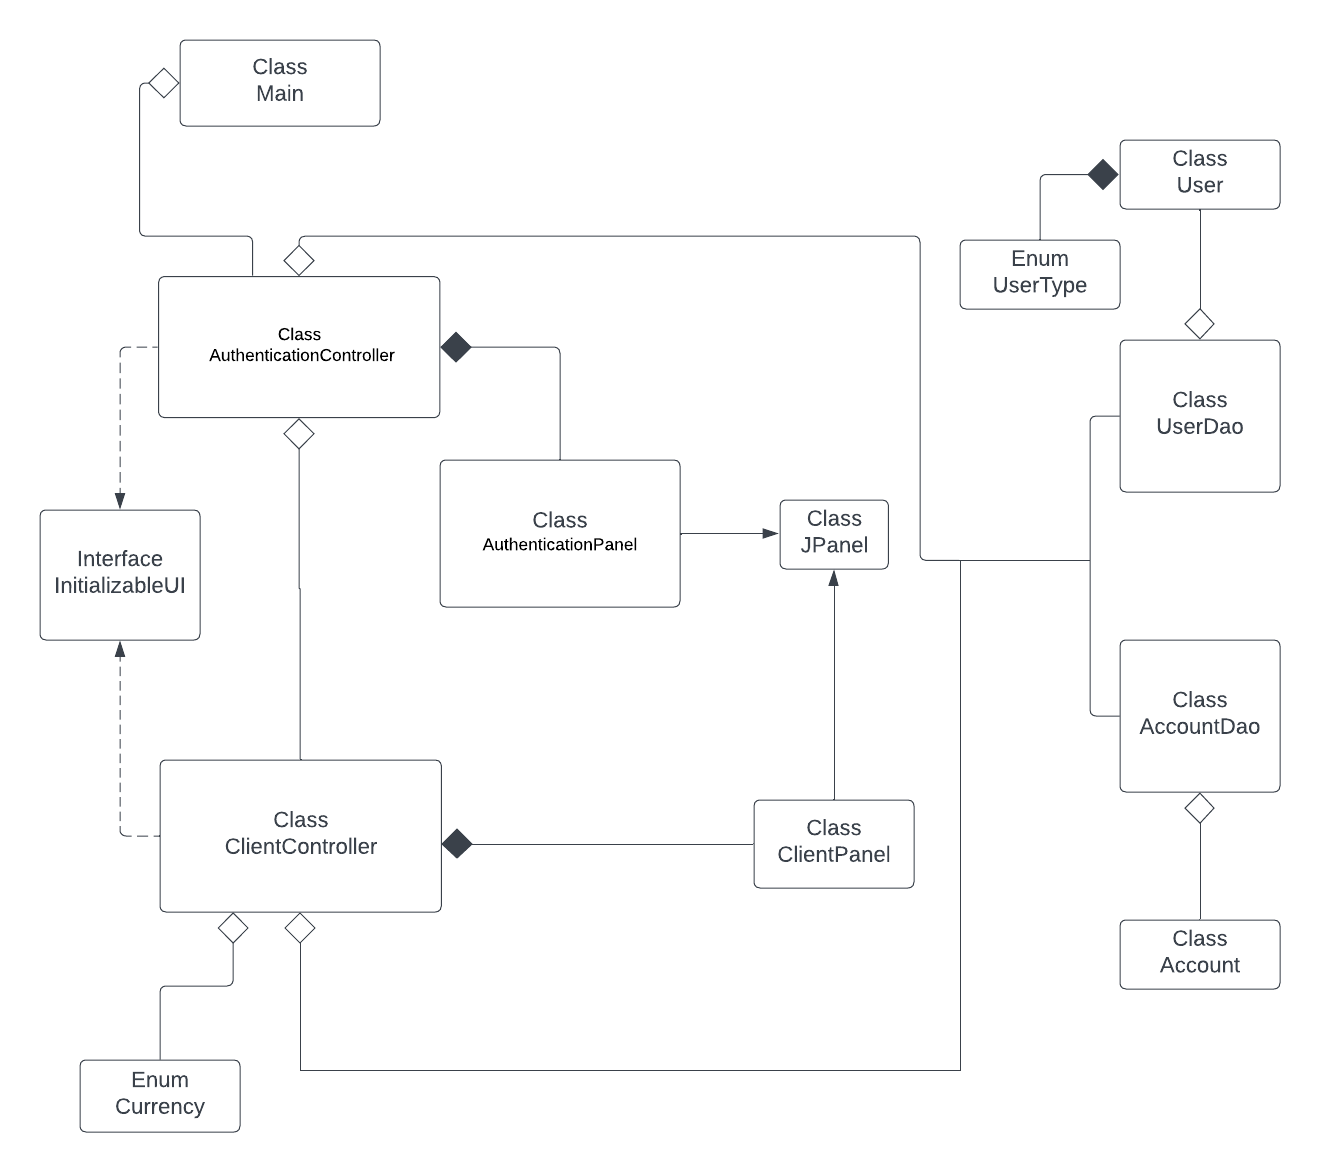 Class
Main
Class
User
Enum
UserType
Class
AuthenticationController
Class
UserDao
Class
AuthenticationPanel
Class
JPanel
Interface
InitializableUI
Class
AccountDao
Class
ClientController
Class
ClientPanel
Class
Account
Enum
Currency